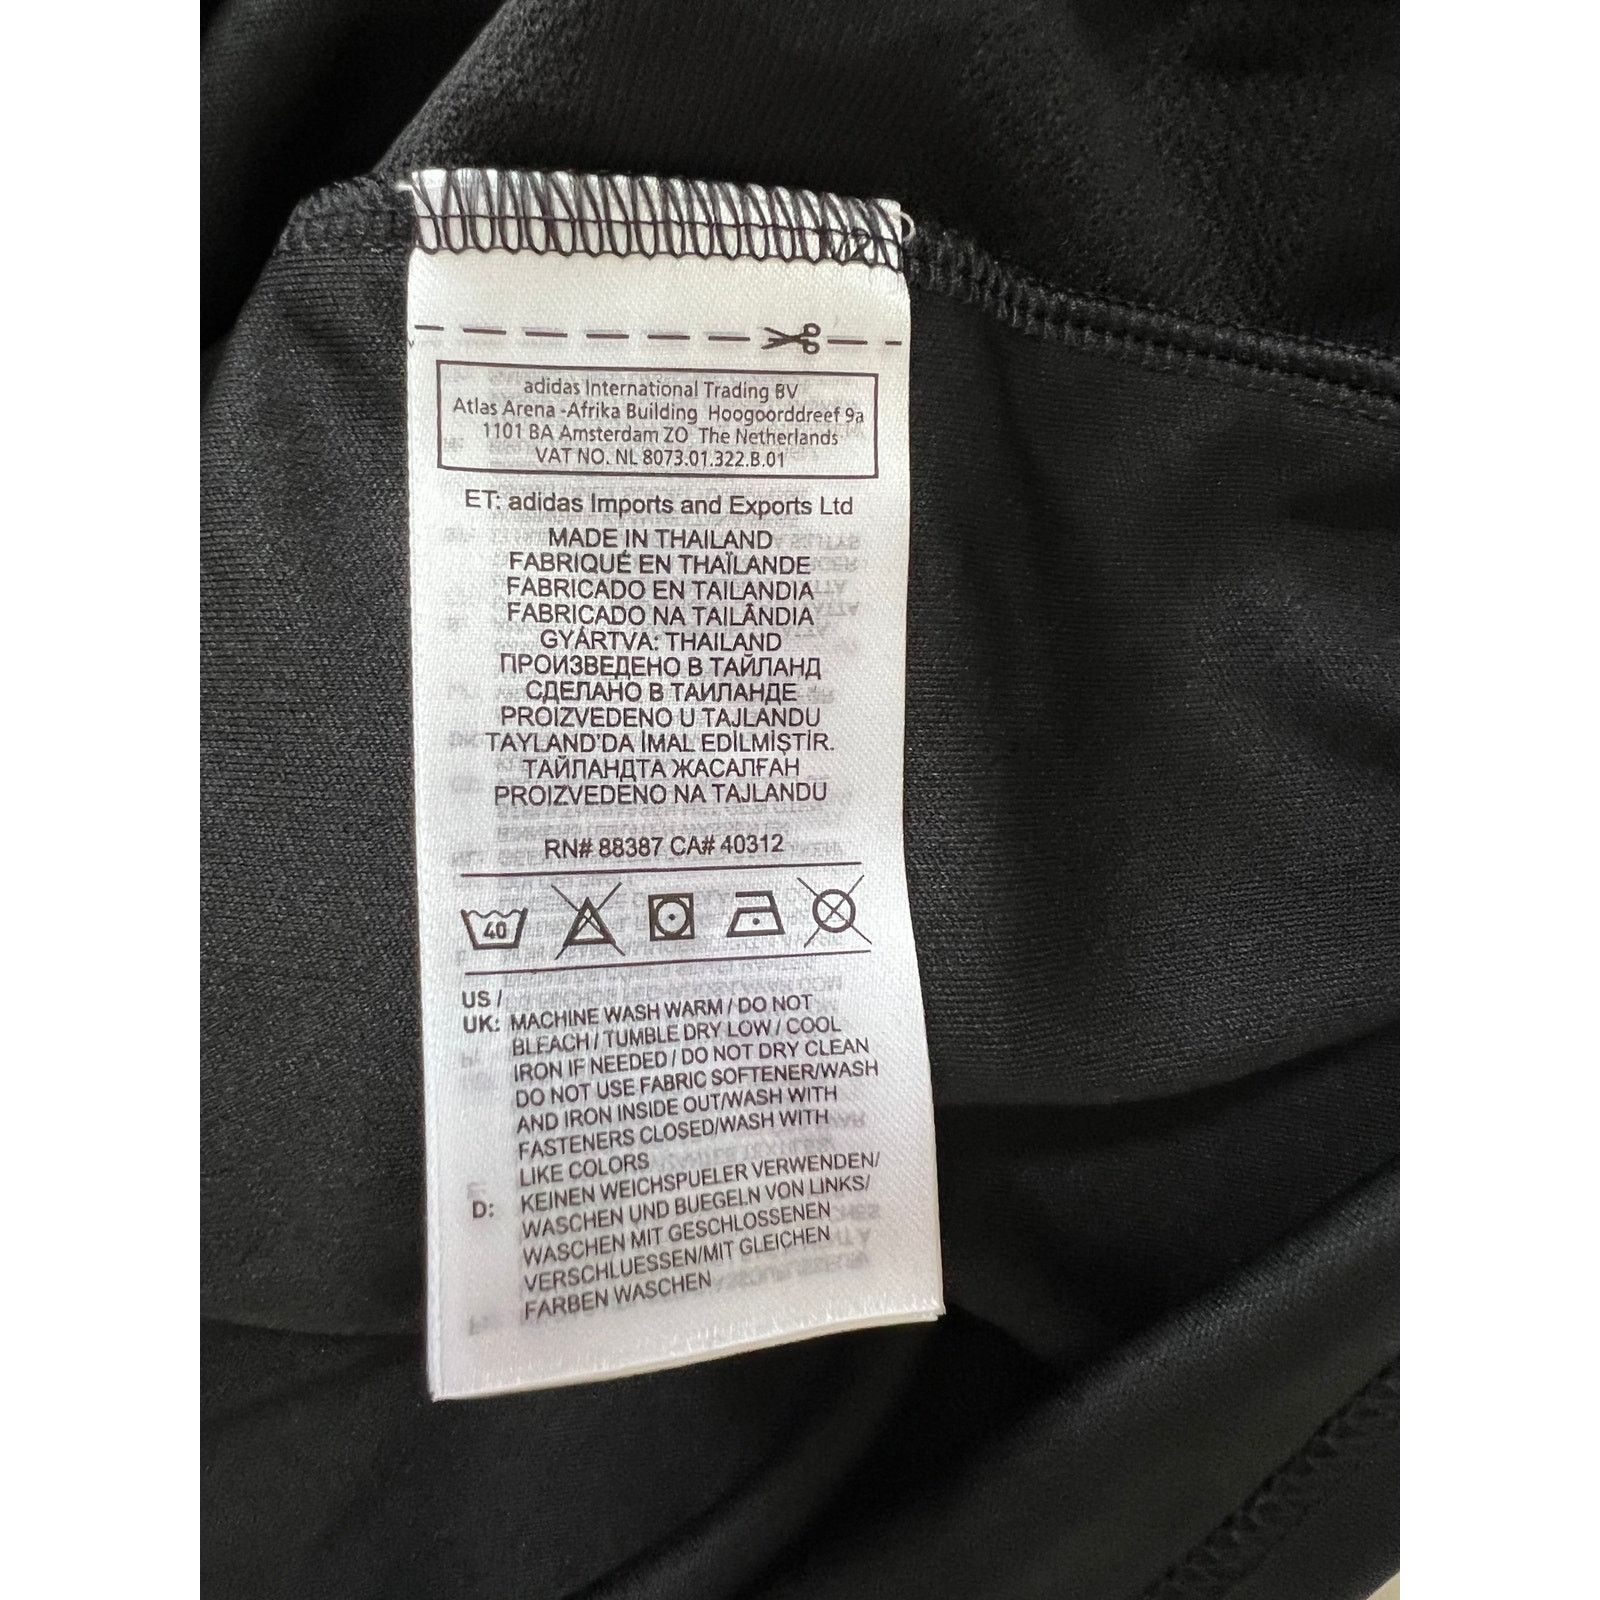 adidas International Trading BV
Atlas Arena -Afrika Building Hoogoorddreef 9a
1101 BA Amsterdam ZO The Netherlands
VAT NO. NL 8073.01.322.B.01
ET: adidas Imports and Exports Ltd
MADE IN THAILAND
FABRIQUÉ EN THAÏLANDE
FABRICADO EN TAILANDIA
FABRICADO NA TAILÂNDIA
GYÁRTVA: THAILAND
ПРОИЗВЕДЕНО В ТАЙЛАНД
СДЕЛАНО В ТАИЛАНДЕ
PROIZVEDENO U TAJLANDU
TAYLAND'DA İMAL EDİLMİŞTİR.
ТАЙЛАНДТА ЖАСАЛҒАН
PROIZVEDENO NA TAJLANDU
RN# 88387 CA# 40312
40
US /
UK: MACHINE WASH WARM / DO NOT
BLEACH / TUMBLE DRY LOW / COOL
IRON IF NEEDED / DO NOT DRY CLEAN
DO NOT USE FABRIC SOFTENER/WASH
AND IRON INSIDE OUT/WASH WITH
FASTENERS CLOSED/WASH WITH
LIKE COLORS
D: KEINEN WEICHSPUELER VERWENDEN/
WASCHEN UND BUEGELN VON LINKS/
WASCHEN MIT GESCHLOSSENEN
VERSCHLUESSEN/MIT GLEICHEN
FARBEN WASCHEN